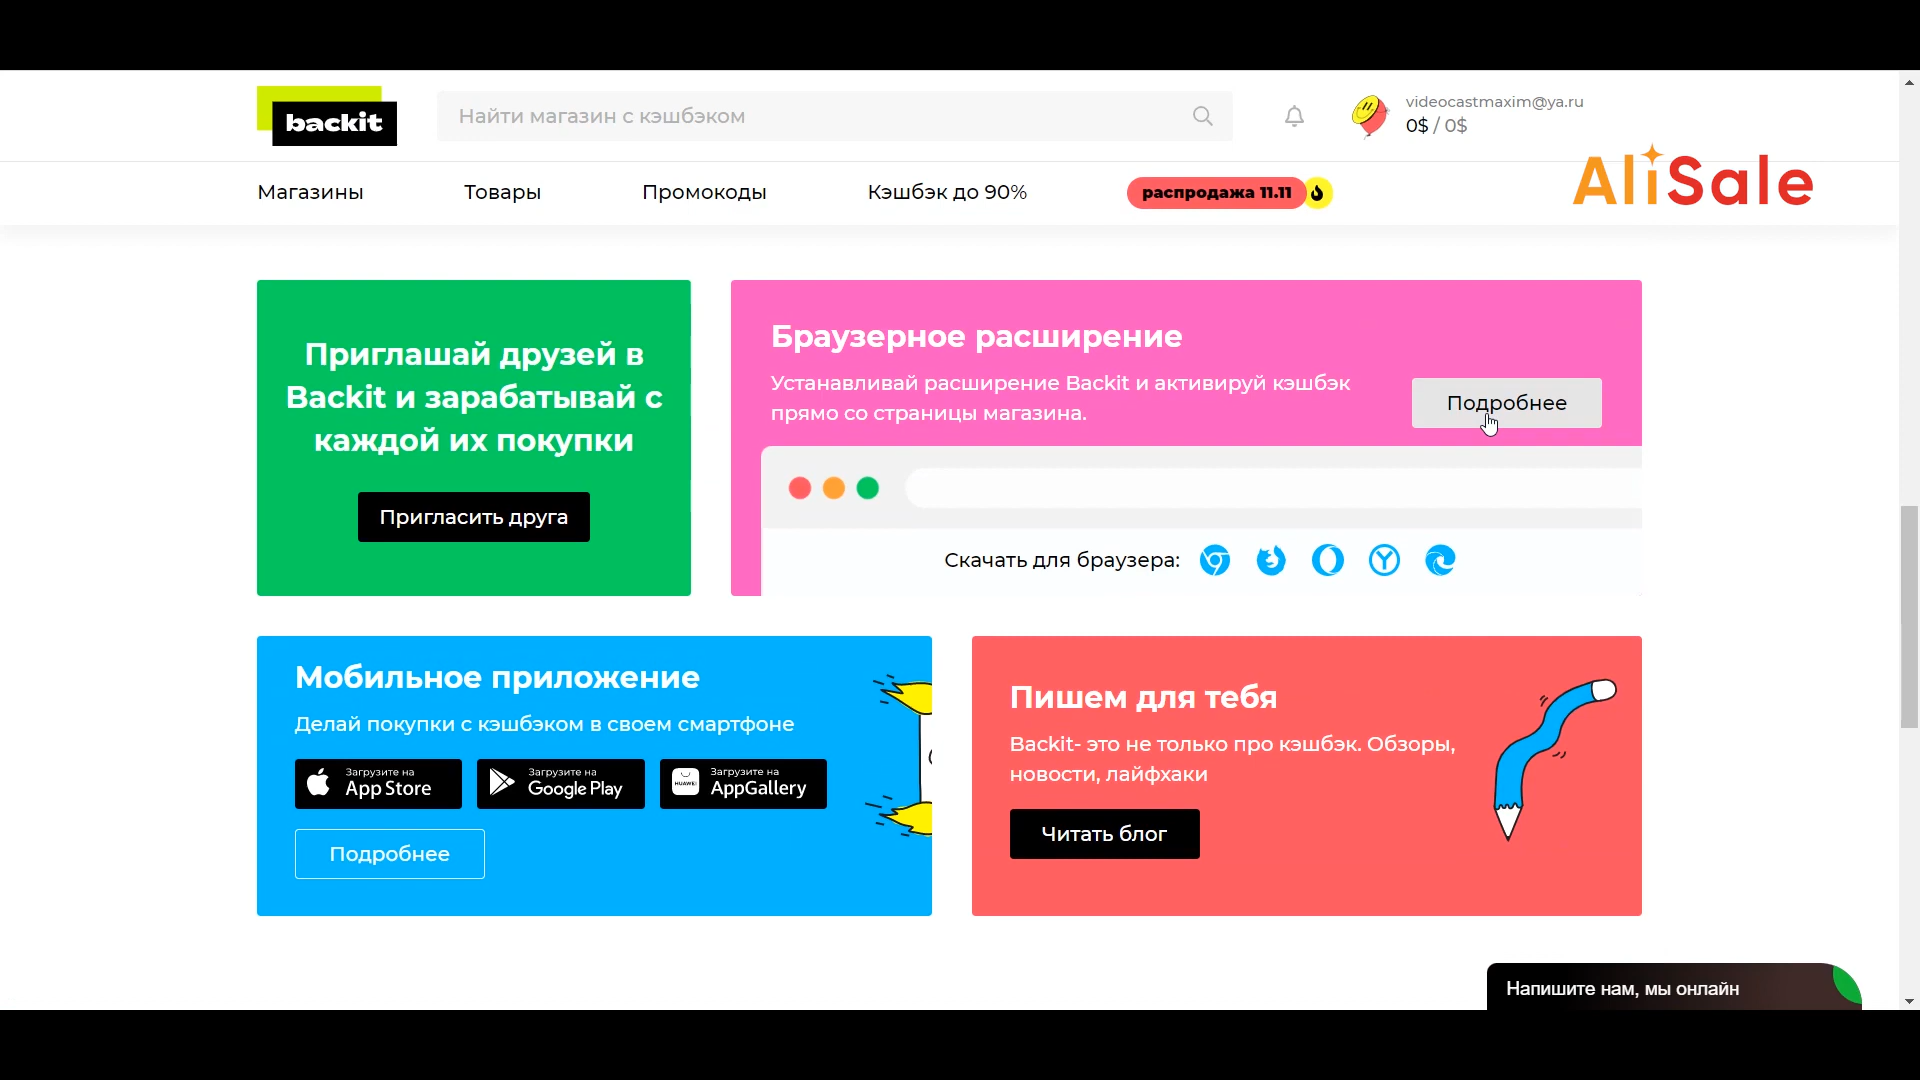 backit
Найти магазин с кэшбэком
videocastmaxim@ya.ru
0$ / 0$
AliSale
Магазины
Товары
Промокоды
Кэшбэк до 90%
распродажа 11.11
Приглашай друзей в
Backit и зарабатывай с
каждой их покупки
Пригласить друга
Браузерное расширение
Устанавливай расширение Backit и активируй кэшбэк
прямо со страницы магазина.
Подробнее
Скачать для браузера:
Мобильное приложение
Делай покупки с кэшбэком в своем смартфоне
Загрузите на
App Store
Загрузите на
Google Play
HUAWEI
Загрузите на
AppGallery
Подробнее
Пишем для тебя
Backit- это не только про кэшбэк. Обзоры,
новости, лайфхаки
Читать блог
Напишите нам, мы онлайн